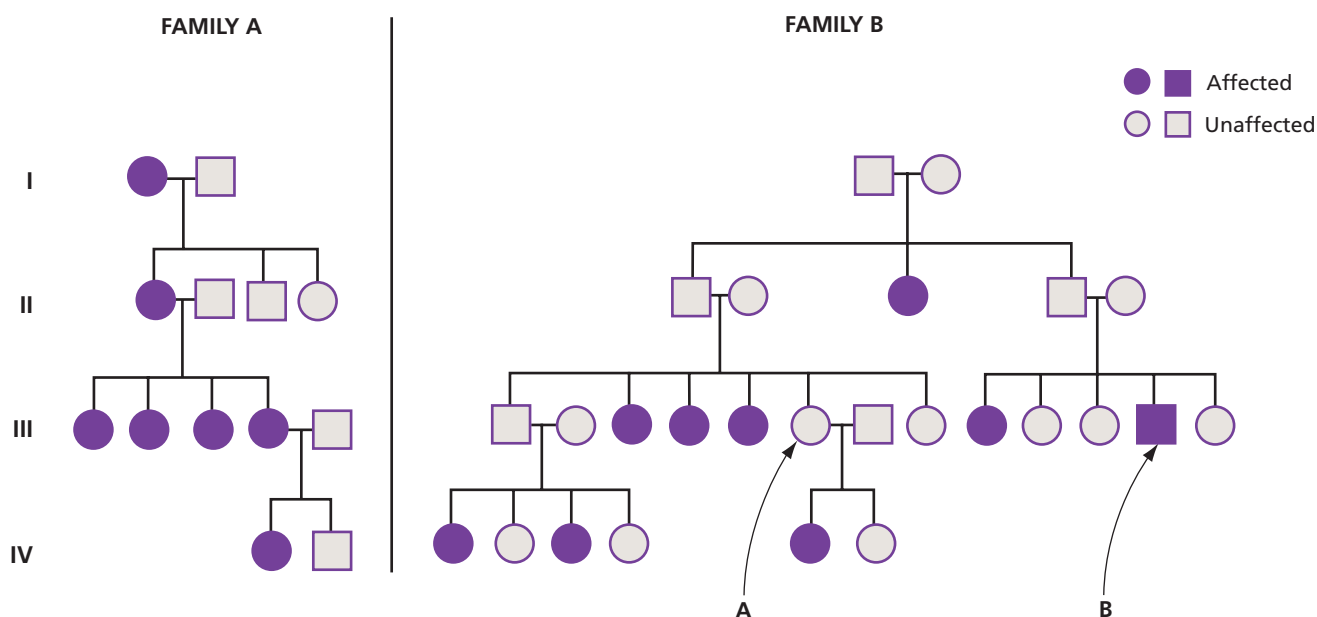 FAMILY A
FAMILY B
Affected
Unaffected
I
II
III
IV
A
B